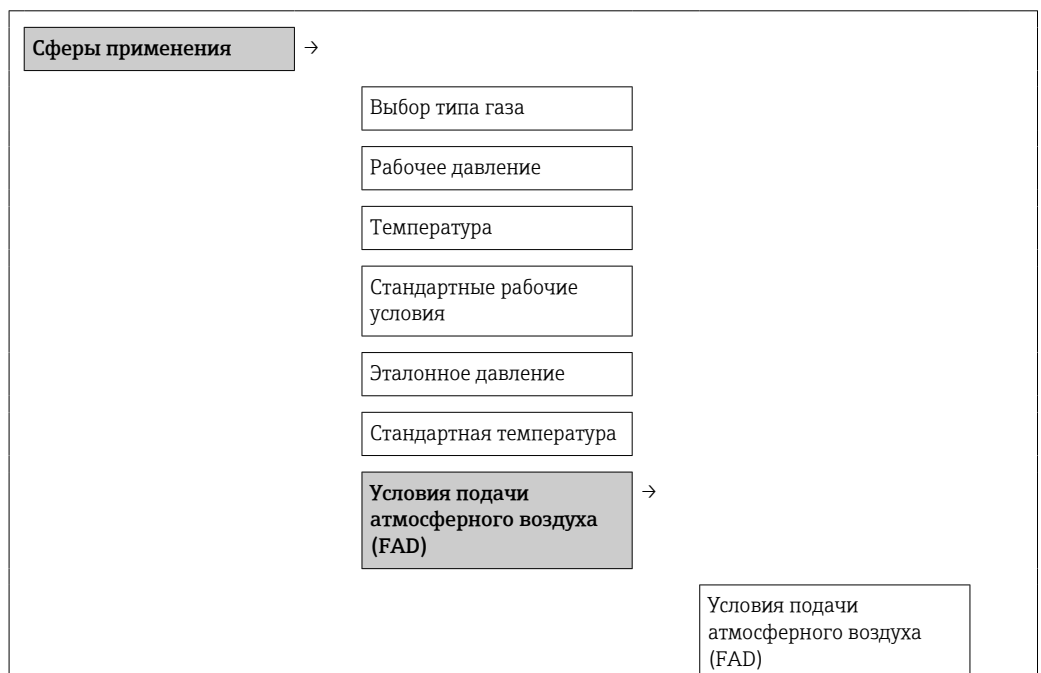 Сферы применения →
Выбор типа газа
Рабочее давление
Температура
Стандартные рабочие
условия
Эталонное давление
Стандартная температура
Условия подачи →
атмосферного воздуха
(FAD)
Условия подачи
атмосферного воздуха
(FAD)